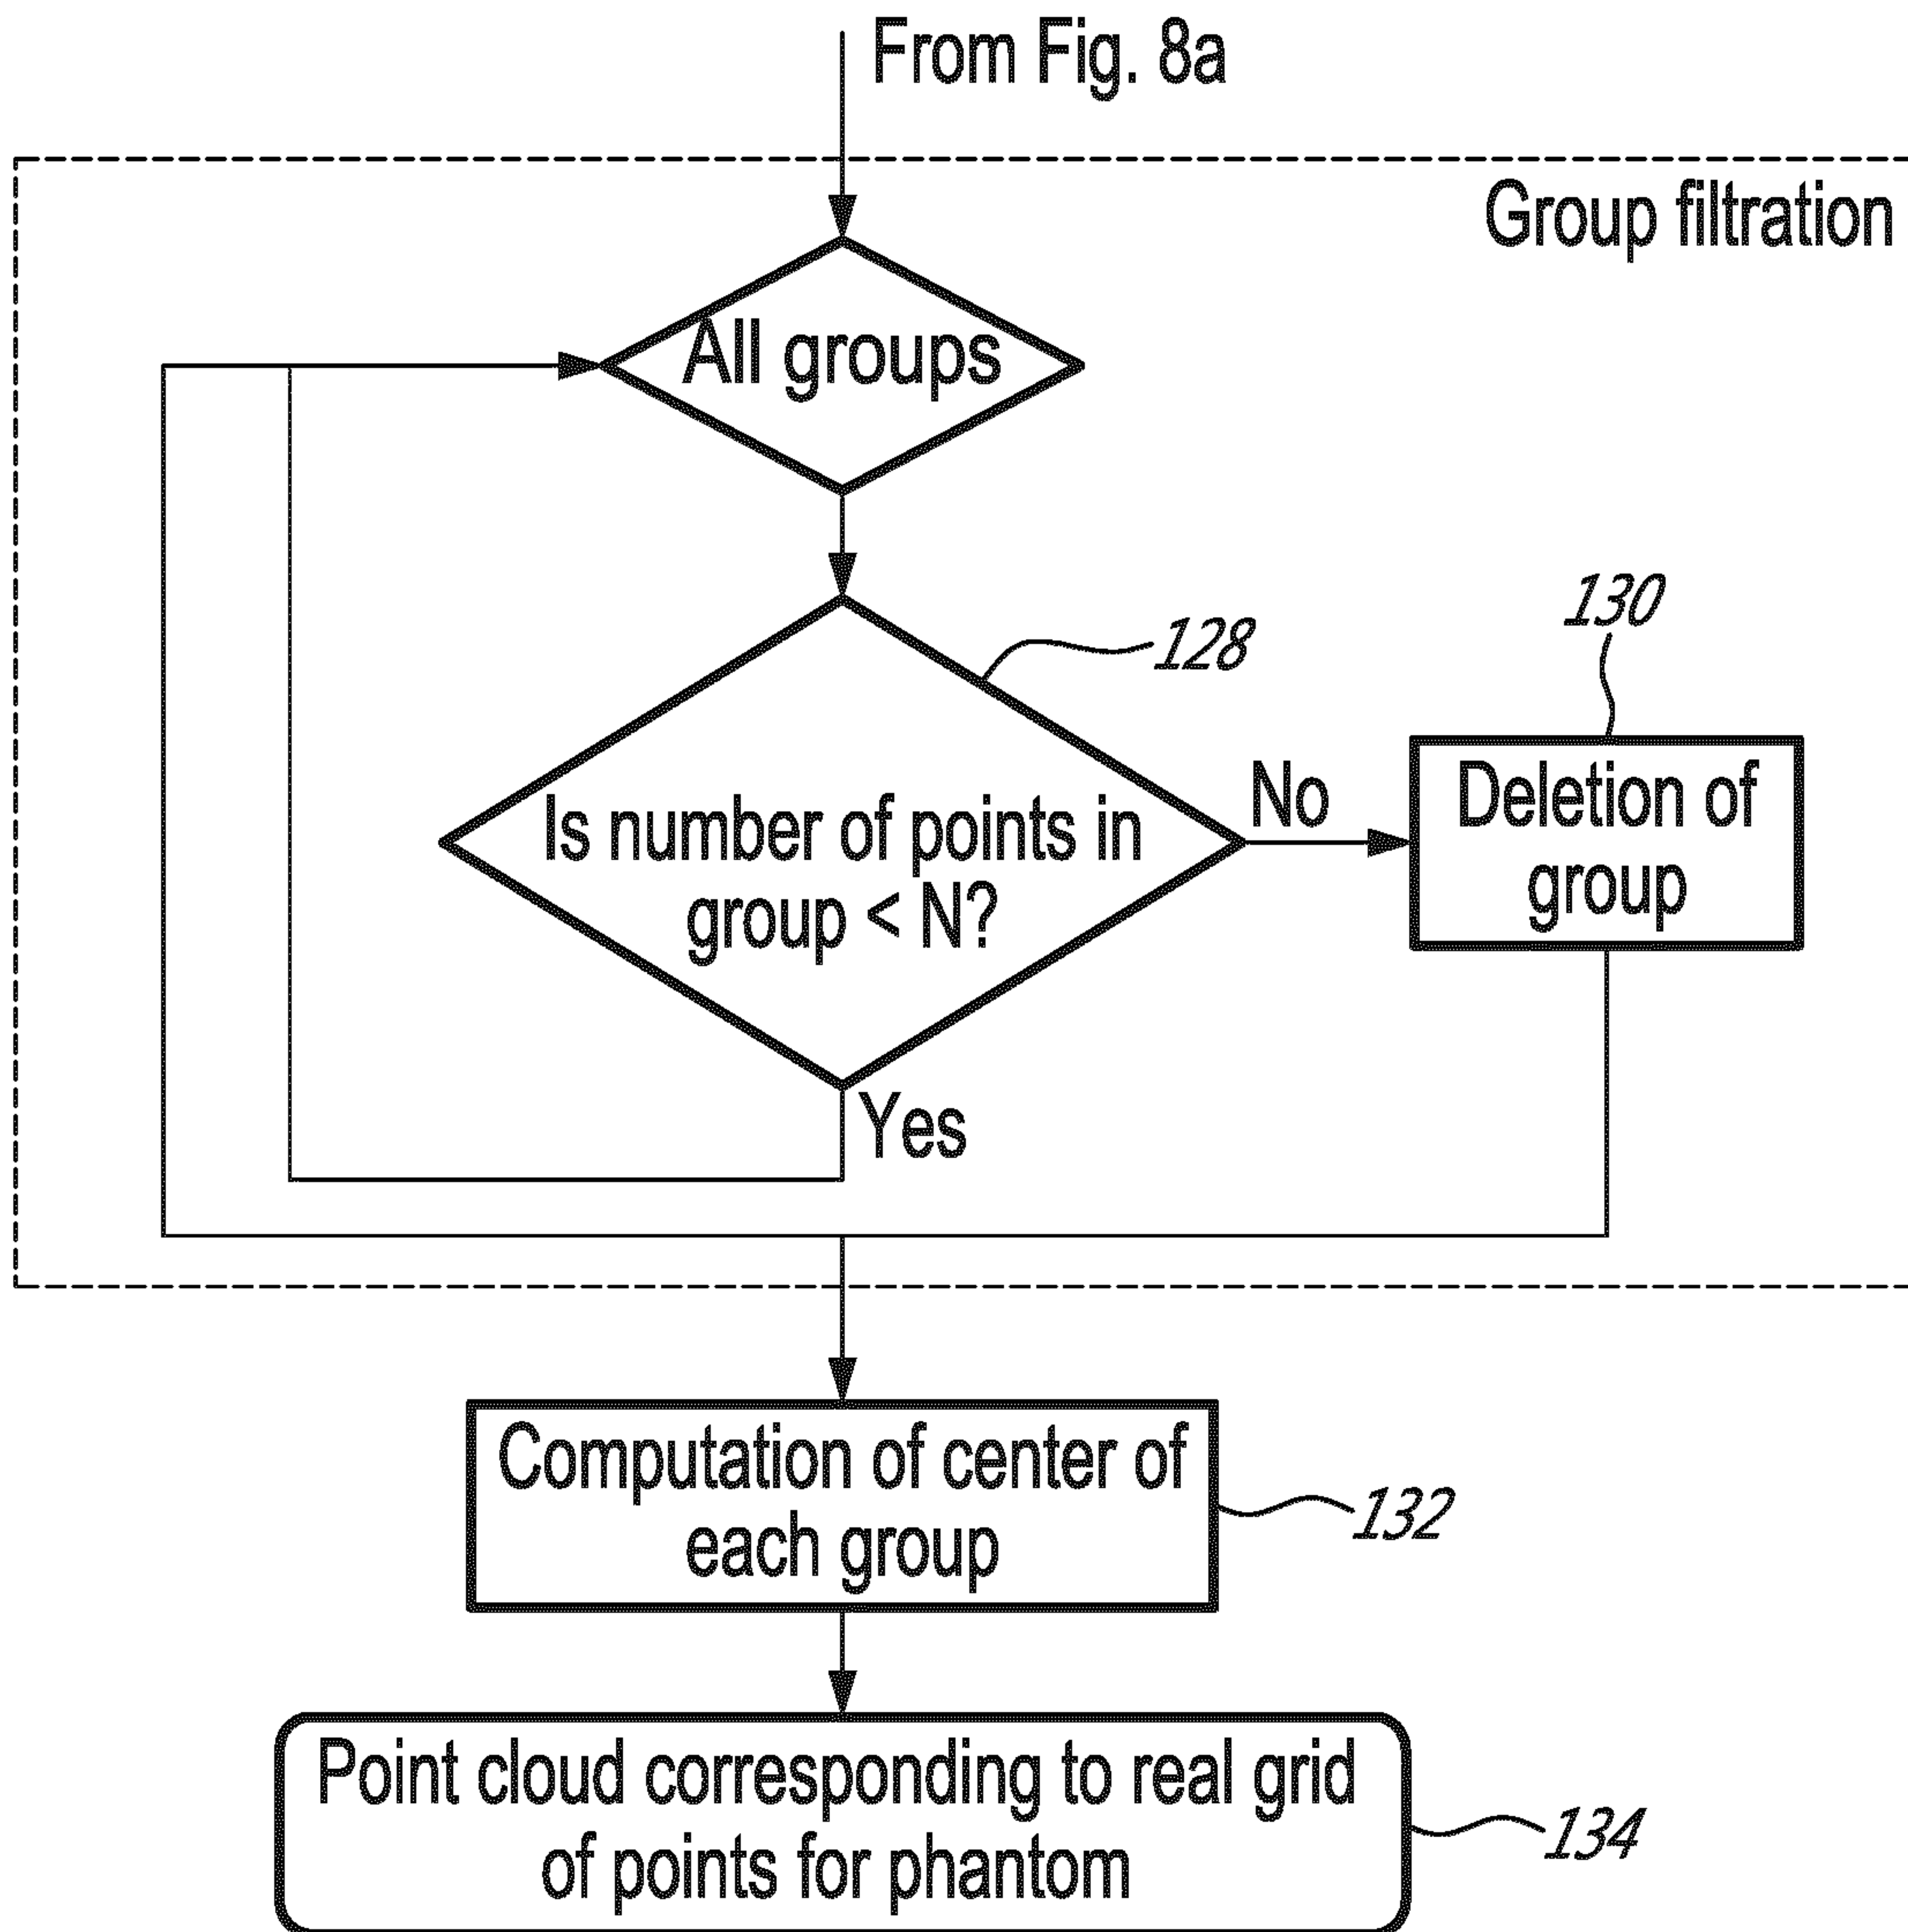 From Fig. 8a
Group filtration
All groups
128
130
Is number of points in
group < N?
No
Deletion of
group
Yes
Computation of center of
each group
132
Point cloud corresponding to real grid
of points for phantom
134